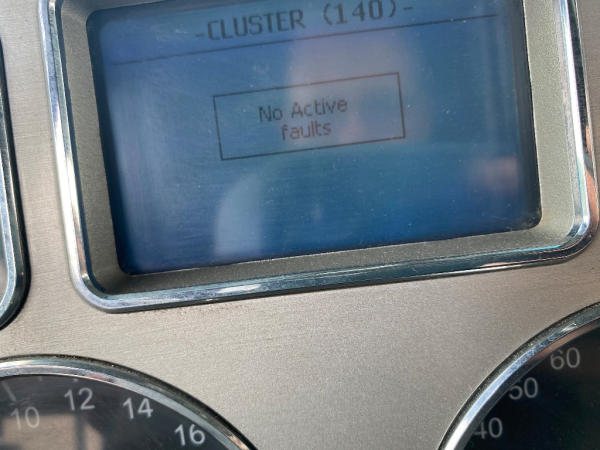 -CLUSTER (140)-
No Active
faults
10 12 14 16
40 50 60